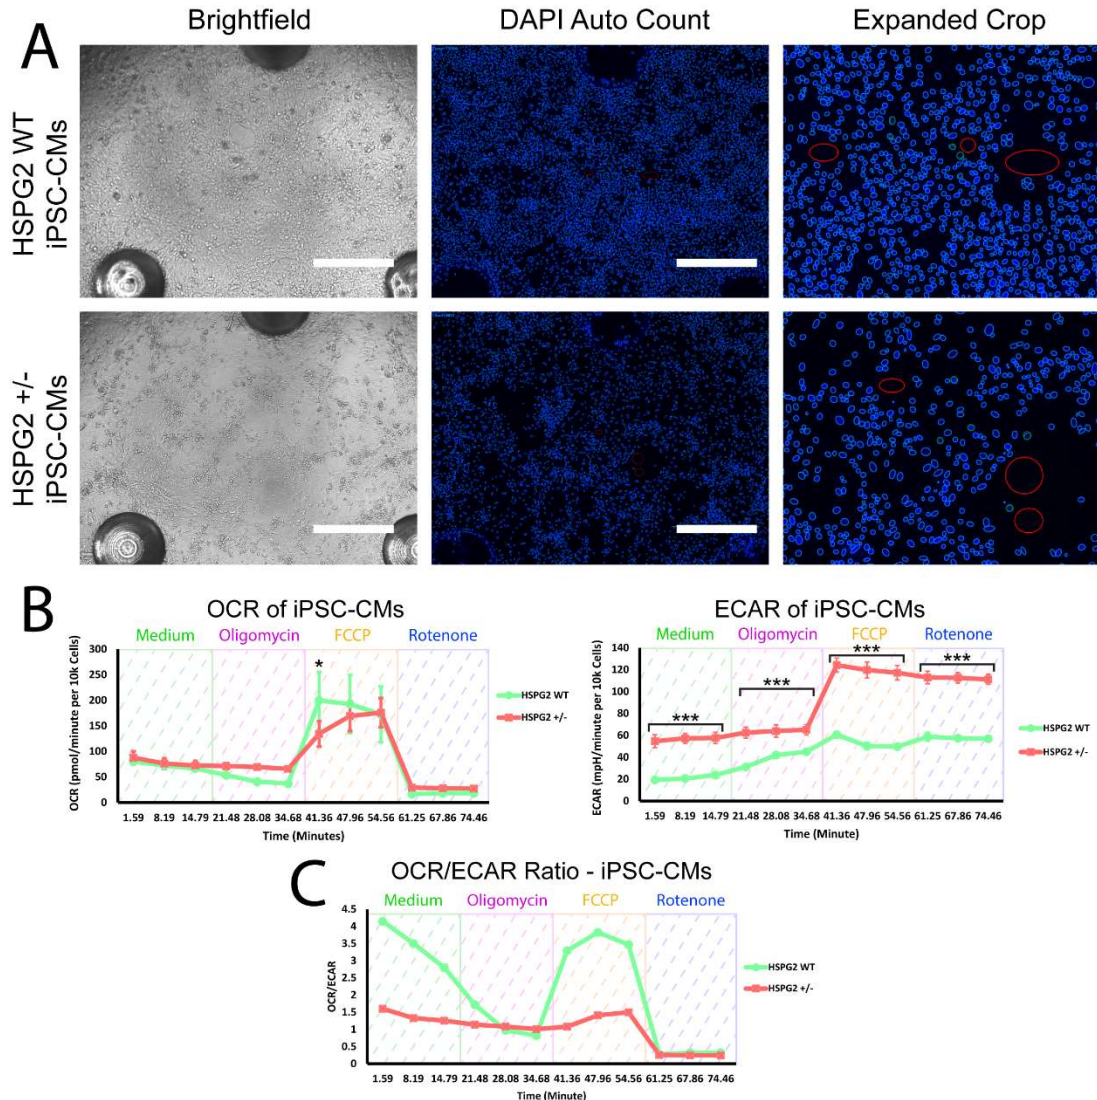 A
Brightfield
DAPI Auto Count
Expanded Crop
HSPG2 WT
iPSC-CMs
HSPG2 +/-
iPSC-CMs
B
OCR of iPSC-CMs
Medium
Oligomycin
FCCP
Rotenone
OCR (pmol/minute per 10k Cells)
300
250
200
150
100
50
0
*
HSPG2 WT
HSPG2 +/-
1.59 8.19 14.79 21.48 28.08 34.68 41.36 47.96 54.56 61.25 67.86 74.46
Time (Minutes)
ECAR of iPSC-CMs
Medium
Oligomycin
FCCP
Rotenone
ECAR (mpH/minute per 10k Cells)
140
120
100
80
60
40
20
0
***
***
***
***
HSPG2 WT
HSPG2 +/-
1.59 8.19 14.79 21.48 28.08 34.68 41.36 47.96 54.56 61.25 67.86 74.46
Time (Minute)
C
OCR/ECAR Ratio - iPSC-CMs
Medium
Oligomycin
FCCP
Rotenone
OCR/ECAR
4.5
4
3.5
3
2.5
2
1.5
1
0.5
0
HSPG2 WT
HSPG2 +/-
1.59 8.19 14.79 21.48 28.08 34.68 41.36 47.96 54.56 61.25 67.86 74.46
Time (Minute)